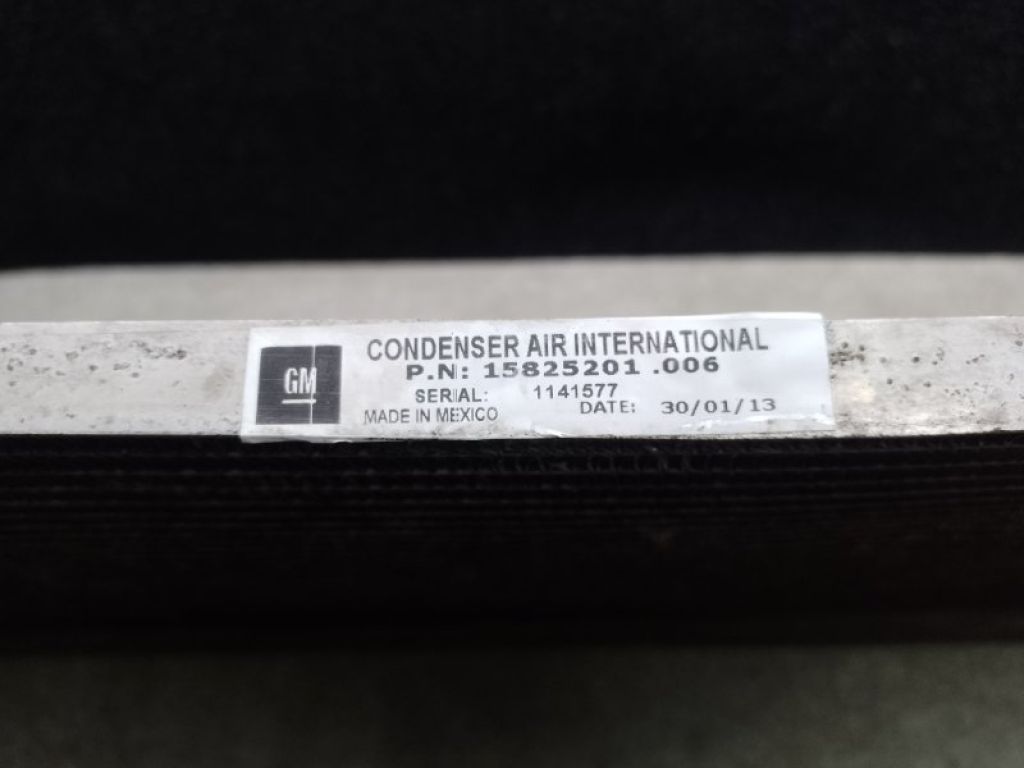 GM
CONDENSER AIR INTERNATIONAL
P.N: 15825201 .006
SERIAL: 1141577
MADE IN MEXICO DATE: 30/01/13